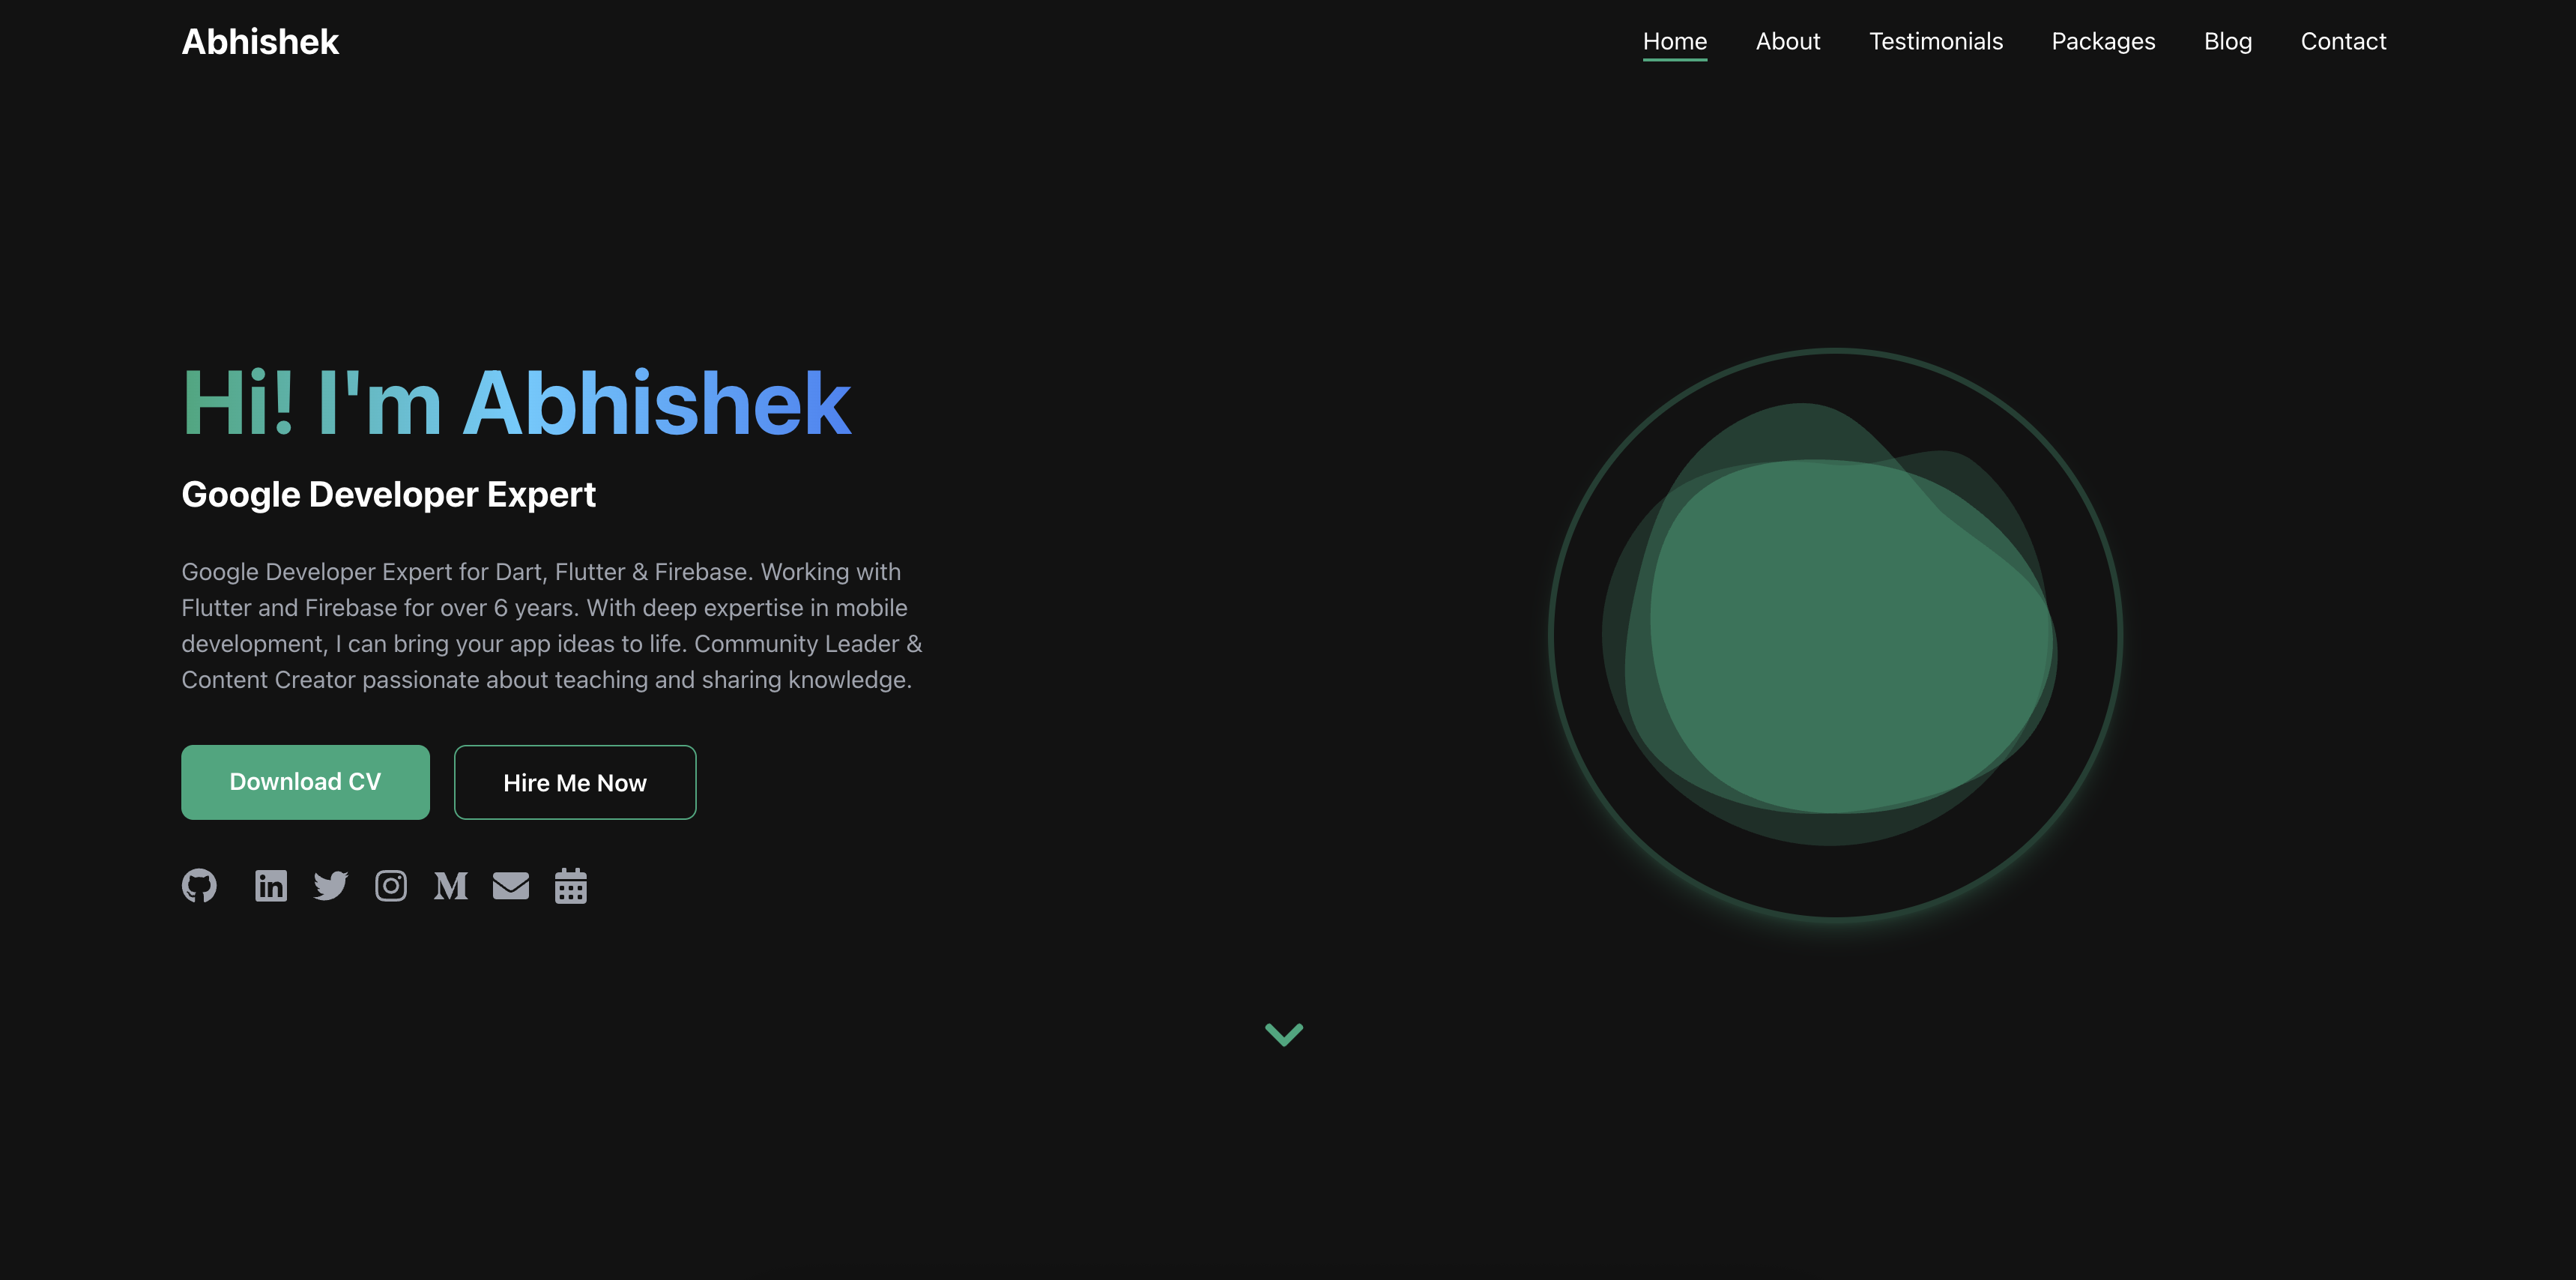 Abhishek
Home
About
Testimonials
Packages
Blog
Contact
Hi! I'm Abhishek
Google Developer Expert
Google Developer Expert for Dart, Flutter & Firebase. Working with
Flutter and Firebase for over 6 years. With deep expertise in mobile
development, I can bring your app ideas to life. Community Leader &
Content Creator passionate about teaching and sharing knowledge.
Download CV
Hire Me Now